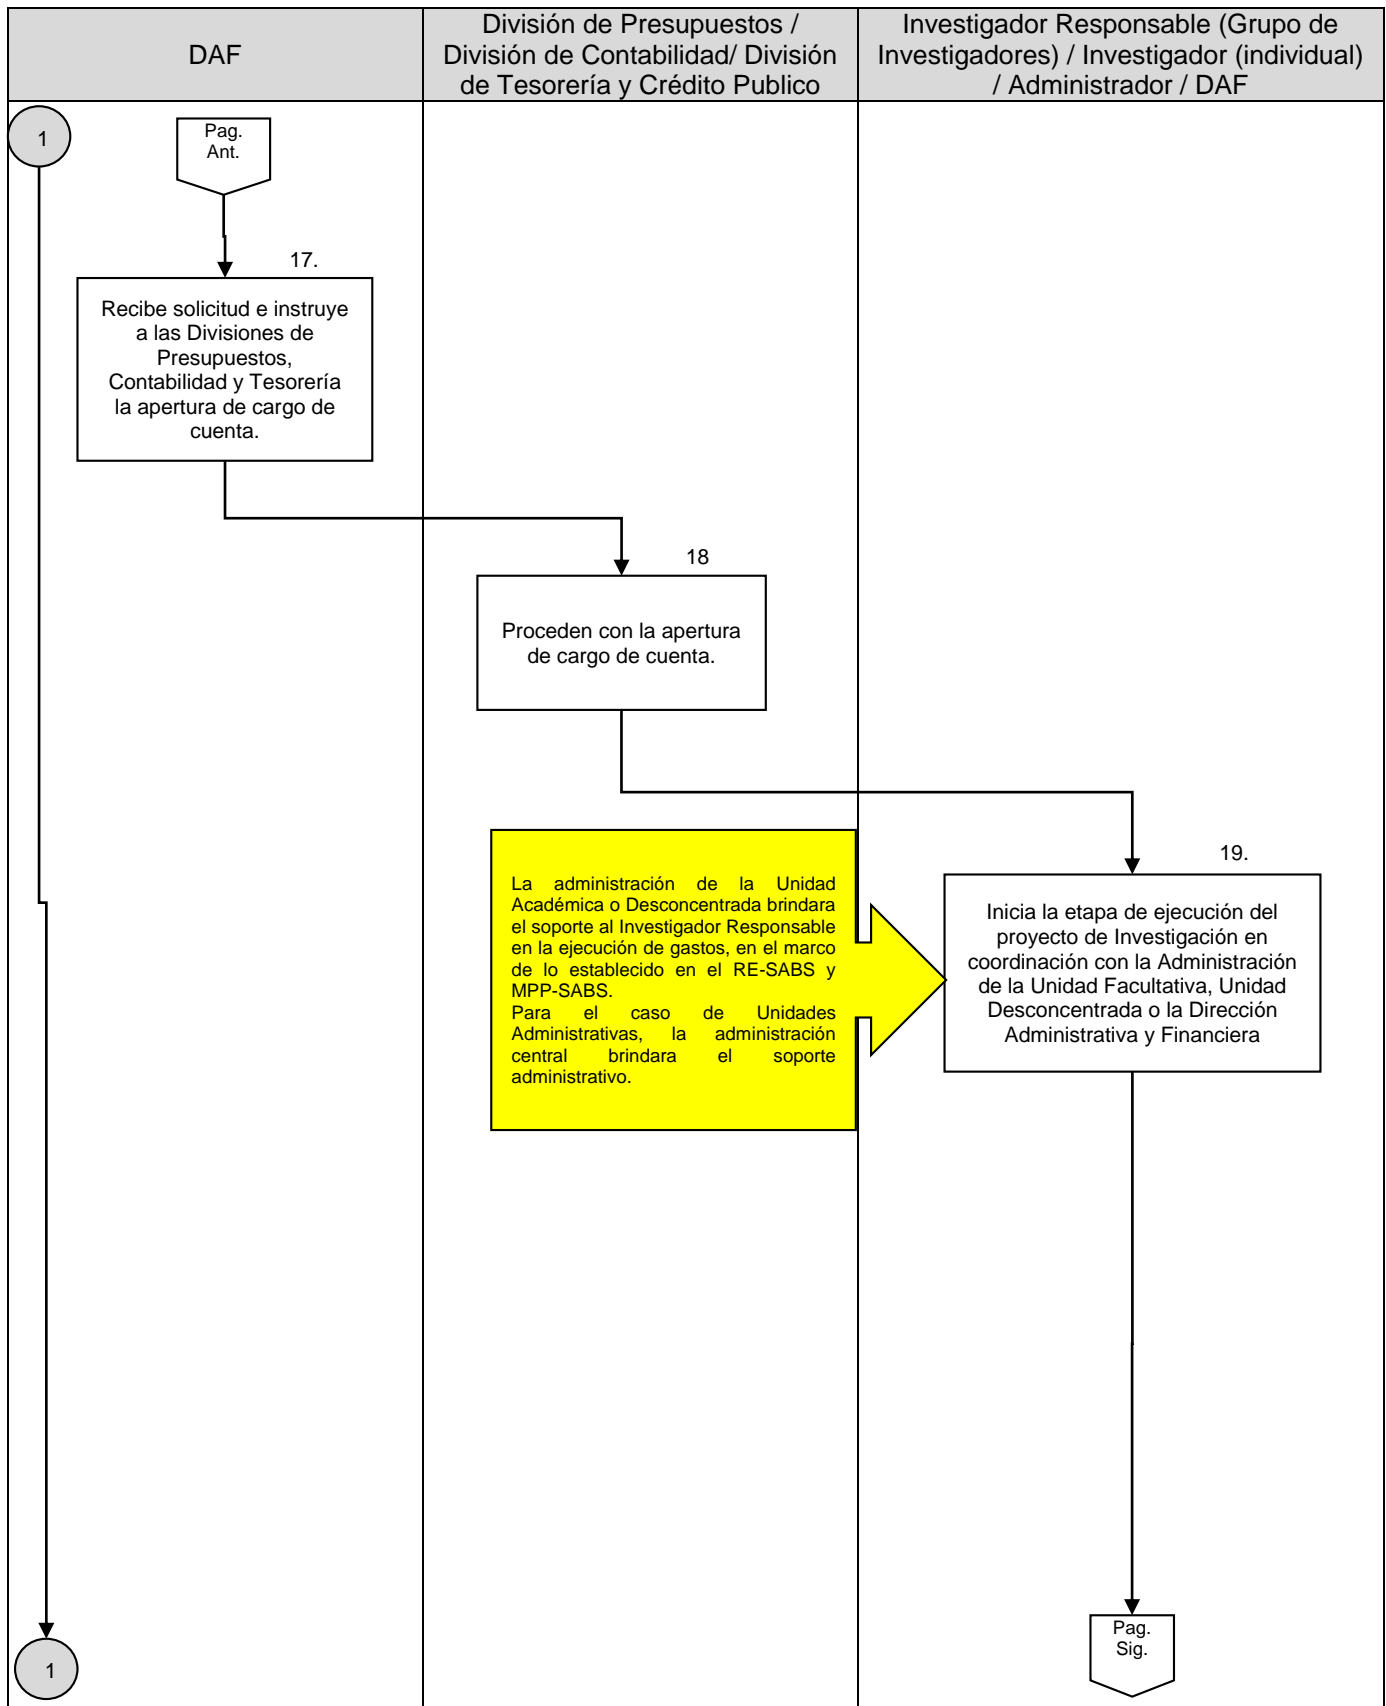 DAF
División de Presupuestos /
División de Contabilidad/ División
de Tesorería y Crédito Publico
Investigador Responsable (Grupo de
Investigadores) / Investigador (individual)
/ Administrador / DAF
1
Pag.
Ant.
17.
Recibe solicitud e instruye
a las Divisiones de
Presupuestos,
Contabilidad y Tesorería
la apertura de cargo de
cuenta.
18
Proceden con la apertura
de cargo de cuenta.
La administración de la Unidad
Académica o Desconcentrada brindara
el soporte al Investigador Responsable
en la ejecución de gastos, en el marco
de lo establecido en el RE-SABS y
MPP-SABS.
Para el caso de Unidades
Administrativas, la administración
central brindara el soporte
administrativo.
19.
Inicia la etapa de ejecución del
proyecto de Investigación en
coordinación con la Administración
de la Unidad Facultativa, Unidad
Desconcentrada o la Dirección
Administrativa y Financiera
Pag.
Sig.
1